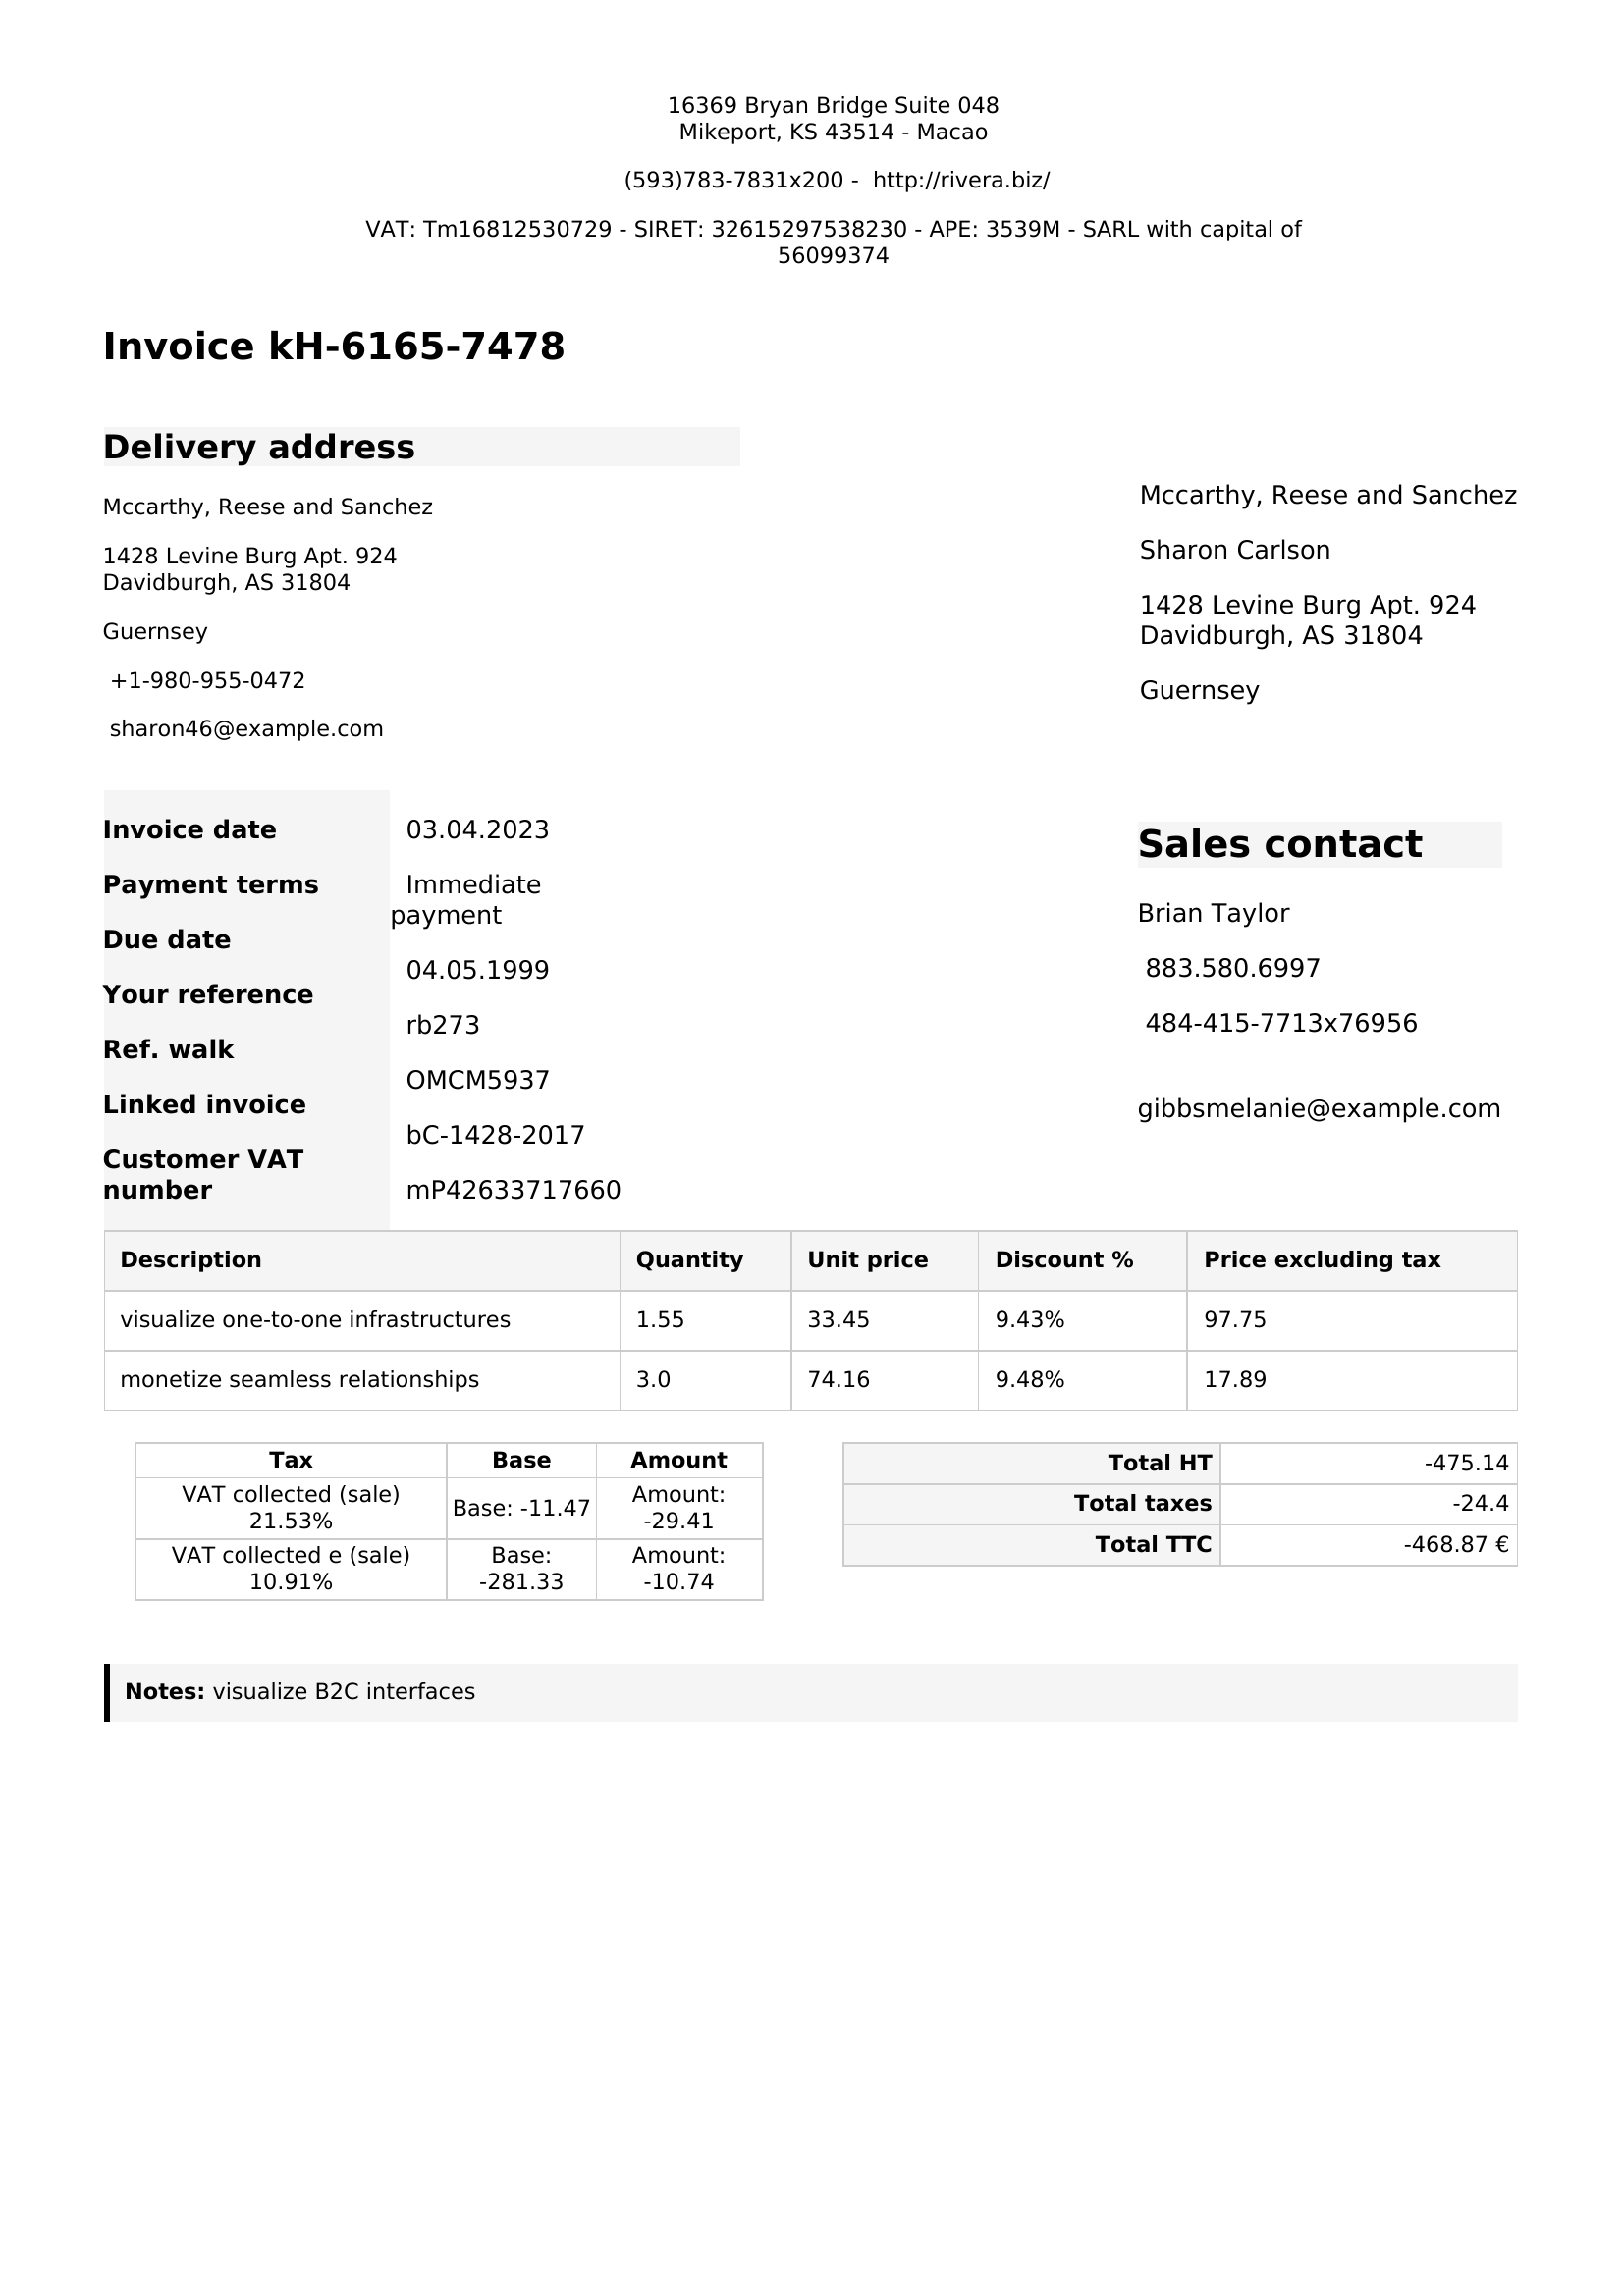 16369 Bryan Bridge Suite 048
Mikeport, KS 43514 - Macao
(593)783-7831x200 - http://rivera.biz/
VAT: Tm16812530729 - SIRET: 32615297538230 - APE: 3539M - SARL with capital of
56099374
Invoice kH-6165-7478
Delivery address
Mccarthy, Reese and Sanchez
1428 Levine Burg Apt. 924
Davidburgh, AS 31804
Guernsey
+1-980-955-0472
sharon46@example.com
Mccarthy, Reese and Sanchez
Sharon Carlson
1428 Levine Burg Apt. 924
Davidburgh, AS 31804
Guernsey
Invoice date
Payment terms
Due date
Your reference
Ref. walk
Linked invoice
Customer VAT
number
03.04.2023
Immediate
payment
04.05.1999
rb273
OMCM5937
bC-1428-2017
mP42633717660
Sales contact
Brian Taylor
883.580.6997
484-415-7713x76956
gibbsmelanie@example.com
Description Quantity Unit price Discount % Price excluding tax
visualize one-to-one infrastructures 1.55 33.45 9.43% 97.75
monetize seamless relationships 3.0 74.16 9.48% 17.89
Tax Base Amount
VAT collected (sale)
21.53%
Base: -11.47
Amount:
-29.41
VAT collected e (sale)
10.91%
Base:
-281.33
Amount:
-10.74
Total HT -475.14
Total taxes -24.4
Total TTC -468.87 €
Notes: visualize B2C interfaces